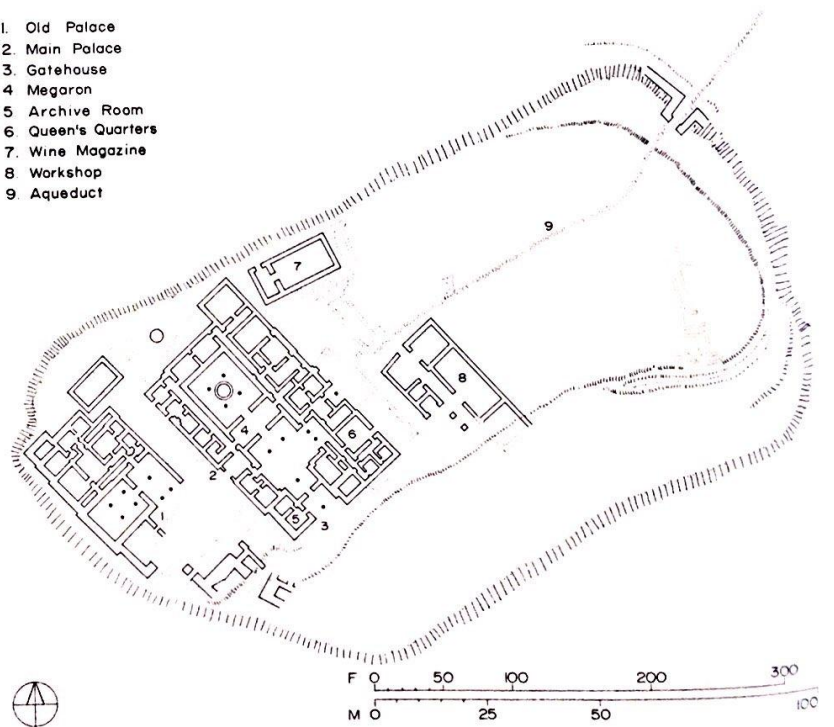 1. Old Palace
2. Main Palace
3. Gatehouse
4 Megaron
5 Archive Room
6. Queen's Quarters
7. Wine Magazine
8. Workshop
9. Aqueduct
9
7
8
4
6
2
1
5
3
F 0 50 100 200 300
M 0 25 50 100